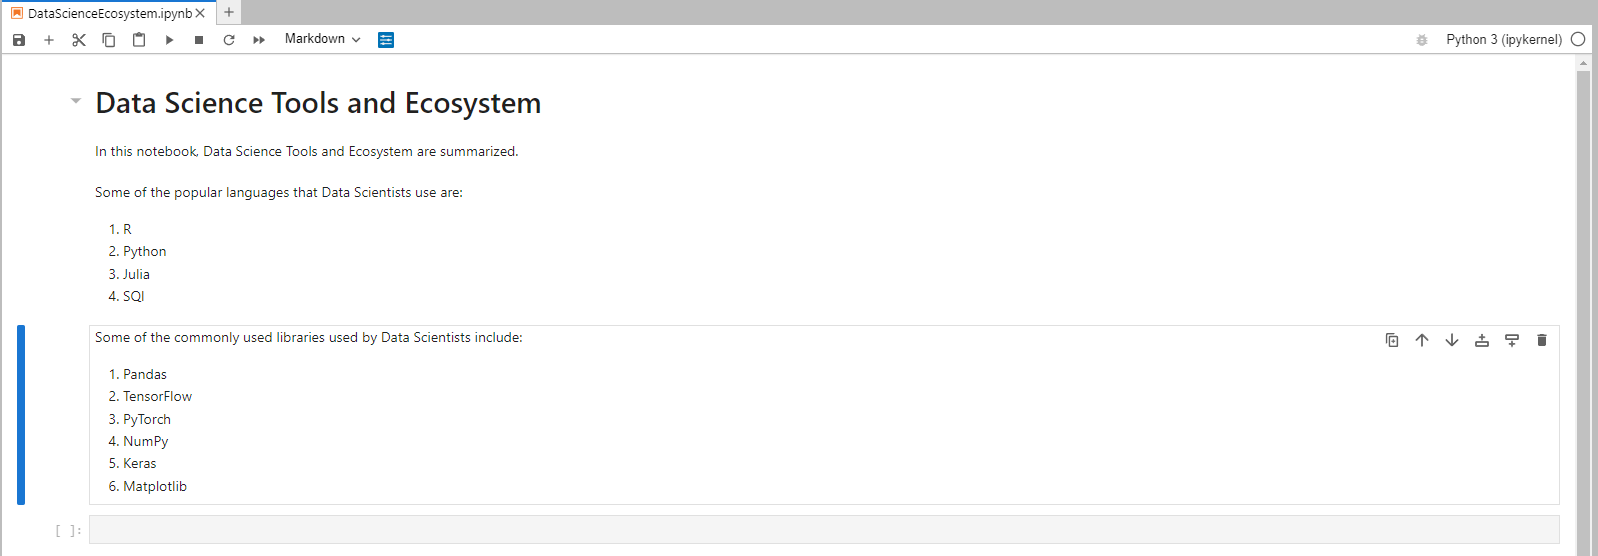 DataScienceEcosystem.ipynb
Markdown
Python 3 (ipykernel)
Data Science Tools and Ecosystem
In this notebook, Data Science Tools and Ecosystem are summarized.
Some of the popular languages that Data Scientists use are:
1. R
2. Python
3. Julia
4. SQl
Some of the commonly used libraries used by Data Scientists include:
1. Pandas
2. TensorFlow
3. PyTorch
4. NumPy
5. Keras
6. Matplotlib
[ ]: